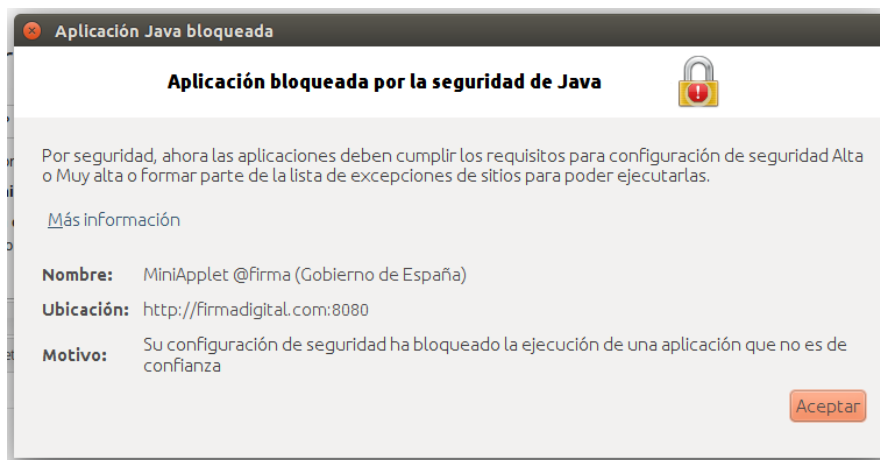 Aplicación Java bloqueada
Aplicación bloqueada por la seguridad de Java
Por seguridad, ahora las aplicaciones deben cumplir los requisitos para configuración de seguridad Alta
o Muy alta o formar parte de la lista de excepciones de sitios para poder ejecutarlas.
Más información
Nombre: MiniApplet @firma (Gobierno de España)
Ubicación: http://firmadigital.com:8080
Motivo: Su configuración de seguridad ha bloqueado la ejecución de una aplicación que no es de
confianza
Aceptar